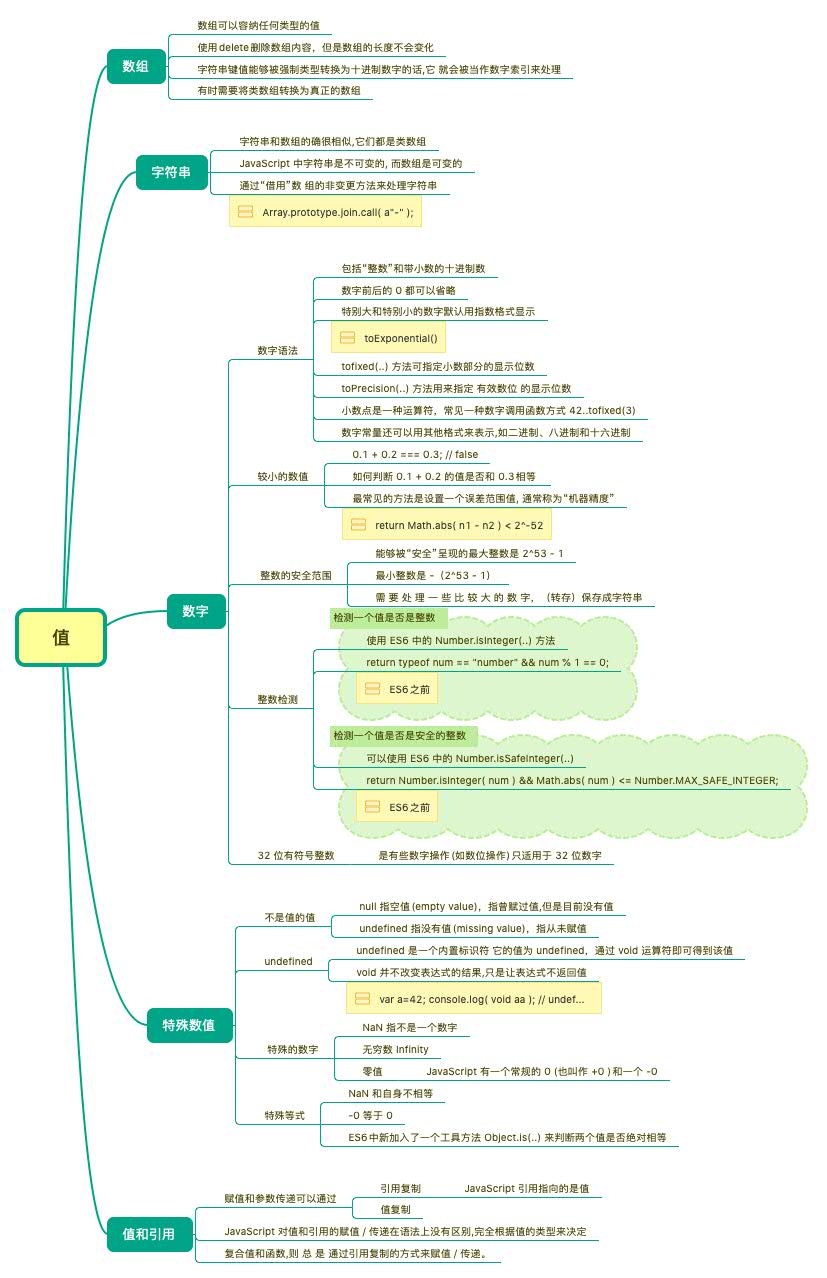 值
数组
数组可以容纳任何类型的值
使用delete删除数组内容，但是数组的长度不会变化
字符串键值能够被强制类型转换为十进制数字的话,它 就会被当作数字索引来处理
有时需要将类数组转换为真正的数组
字符串
字符串和数组的确很相似,它们都是类数组
JavaScript 中字符串是不可变的, 而数组是可变的
通过“借用”数 组的非变更方法来处理字符串
Array.prototype.join.call( a"-" );
数字
数字语法
包括“整数”和带小数的十进制数
数字前后的 0 都可以省略
特别大和特别小的数字默认用指数格式显示
toExponential()
tofixed(..) 方法可指定小数部分的显示位数
toPrecision(..) 方法用来指定 有效数位 的显示位数
小数点是一种运算符，常见一种数字调用函数方式 42..tofixed(3)
数字常量还可以用其他格式来表示,如二进制、八进制和十六进制
较小的数值
0.1 + 0.2 === 0.3; // false
如何判断 0.1 + 0.2 的值是否和 0.3相等
最常见的方法是设置一个误差范围值, 通常称为“机器精度”
return Math.abs( n1 - n2 ) < 2^-52
整数的安全范围
能够被“安全”呈现的最大整数是 2^53 - 1
最小整数是 -（2^53 - 1）
需 要 处 理 一 些 比 较 大 的 数 字，（转存）保存成字符串
整数检测
检测一个值是否是整数
使用 ES6 中的 Number.isInteger(..) 方法
return typeof num == "number" && num % 1 == 0;
ES6之前
检测一个值是否是安全的整数
可以使用 ES6 中的 Number.isSafeInteger(..)
return Number.isInteger( num ) && Math.abs( num ) <= Number.MAX_SAFE_INTEGER;
ES6之前
32 位有符号整数
是有些数字操作(如数位操作)只适用于 32 位数字
特殊数值
不是值的值
null 指空值(empty value)，指曾赋过值,但是目前没有值
undefined 指没有值(missing value)，指从未赋值
undefined
undefined 是一个内置标识符 它的值为 undefined，通过 void 运算符即可得到该值
void 并不改变表达式的结果,只是让表达式不返回值
var a=42; console.log( void aa ); // undef...
特殊的数字
NaN 指不是一个数字
无穷数 Infinity
零值
JavaScript 有一个常规的 0 (也叫作 +0 )和一个 -0
特殊等式
NaN 和自身不相等
-0 等于 0
ES6中新加入了一个工具方法 Object.is(..) 来判断两个值是否绝对相等
值和引用
赋值和参数传递可以通过
引用复制
JavaScript 引用指向的是值
值复制
JavaScript 对值和引用的赋值 / 传递在语法上没有区别,完全根据值的类型来决定
复合值和函数,则 总 是 通过引用复制的方式来赋值 / 传递。